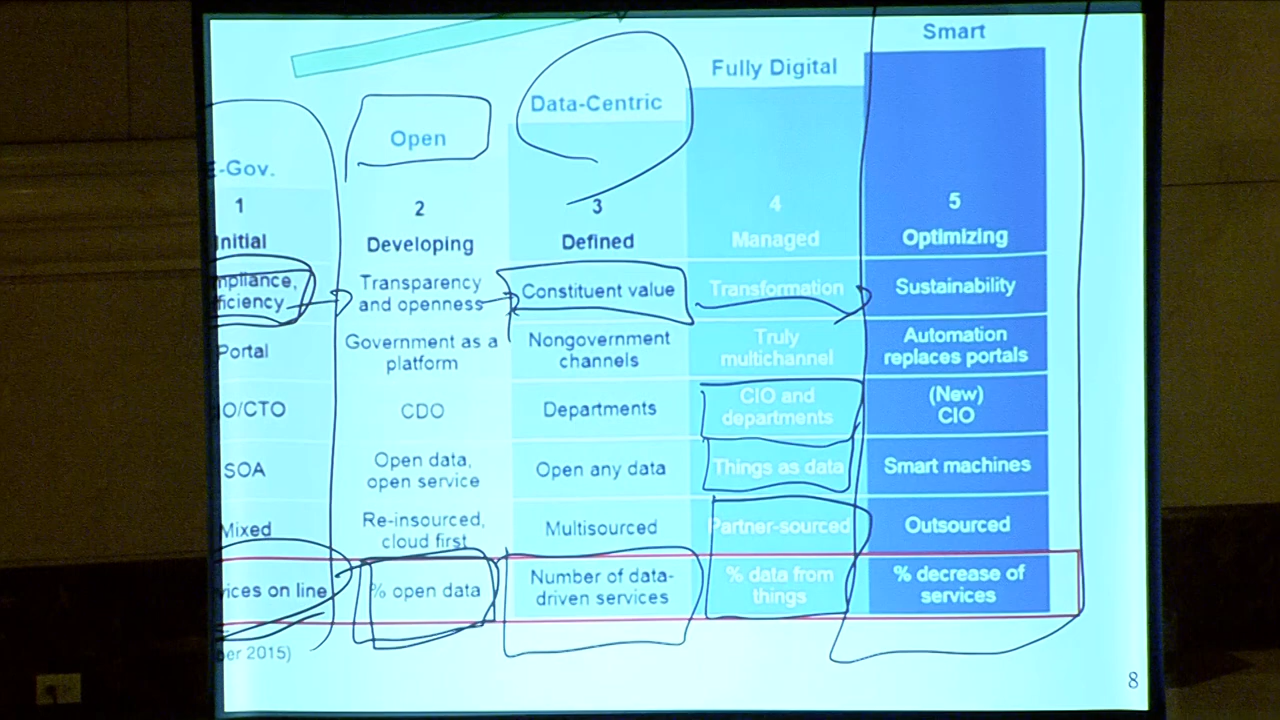 Smart
Fully Digital
Data-Centric
Open
E-Gov.
1 2 3 4 5
Initial Developing Defined Managed Optimizing
mpliance, Transparency Constituent value Transformation Sustainability
ficiency and openness
Portal Government as a Nongovernment Truly Automation
platform channels multichannel replaces portals
IO/CTO CDO Departments CIO and (New)
departments CIO
SOA Open data, Open any data Things as data Smart machines
open service
Mixed Re-insourced, Multisourced Partner-sourced Outsourced
cloud first
vices on line % open data Number of data- % data from % decrease of
driven services things services
ber 2015)
8